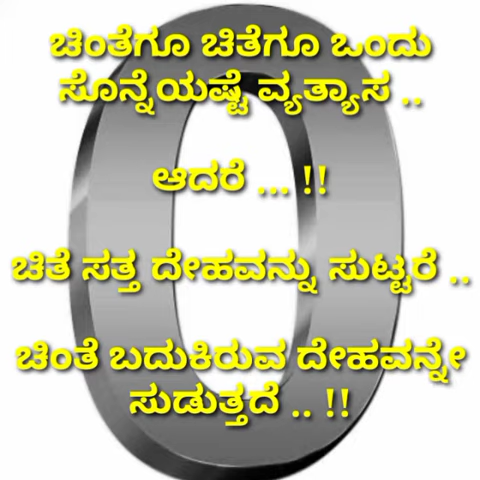 ಚಿಂತೆಗೂ ಚಿತೆಗೂ ಒಂದು
ಸೊನ್ನೆಯಷ್ಟೆ ವ್ಯತ್ಯಾಸ ..
ಆದರೆ ... !!
ಚಿತೆ ಸತ್ತ ದೇಹವನ್ನು ಸುಟ್ಟರೆ ..
ಚಿಂತೆ ಬದುಕಿರುವ ದೇಹವನ್ನೇ
ಸುಡುತ್ತದೆ .. !!